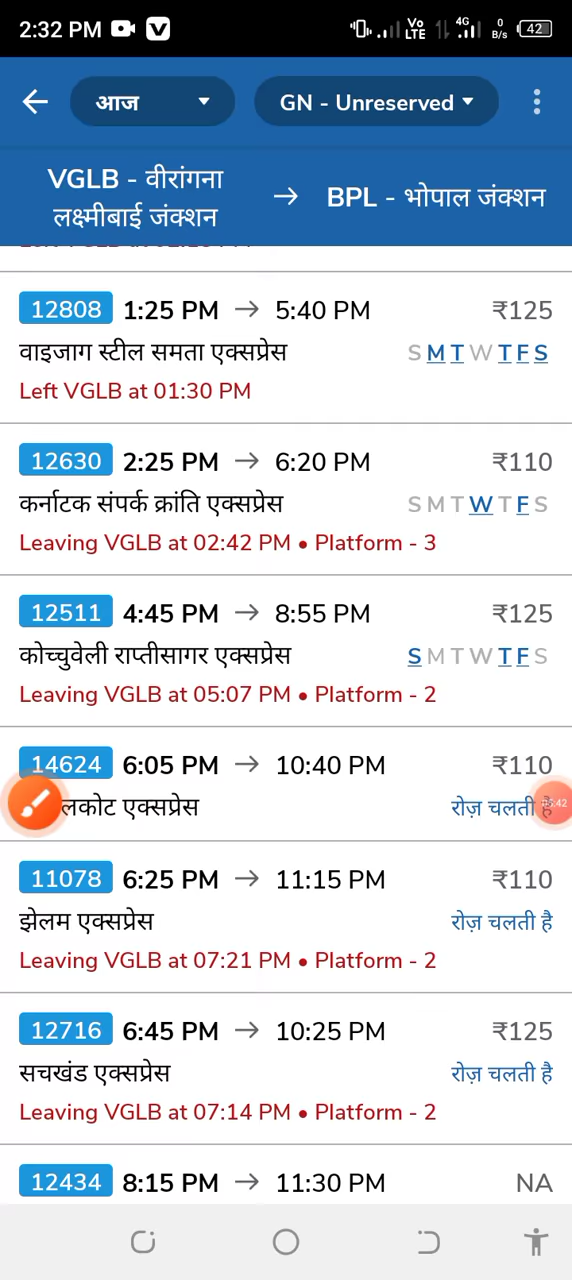 2:32 PM V Vo LTE 4G 0 B/s 42
आज GN - Unreserved
VGLB - वीरांगना लक्ष्मीबाई जंक्शन → BPL - भोपाल जंक्शन
12808 1:25 PM → 5:40 PM ₹125
वाइजाग स्टील समता एक्सप्रेस S M T W T F S
Left VGLB at 01:30 PM
12630 2:25 PM → 6:20 PM ₹110
कर्नाटक संपर्क क्रांति एक्सप्रेस S M T W T F S
Leaving VGLB at 02:42 PM • Platform - 3
12511 4:45 PM → 8:55 PM ₹125
कोच्चुवेली राप्तीसागर एक्सप्रेस S M T W T F S
Leaving VGLB at 05:07 PM • Platform - 2
14624 6:05 PM → 10:40 PM ₹110
लकोट एक्सप्रेस रोज़ चलती है
11078 6:25 PM → 11:15 PM ₹110
झेलम एक्सप्रेस रोज़ चलती है
Leaving VGLB at 07:21 PM • Platform - 2
12716 6:45 PM → 10:25 PM ₹125
सचखंड एक्सप्रेस रोज़ चलती है
Leaving VGLB at 07:14 PM • Platform - 2
12434 8:15 PM → 11:30 PM NA